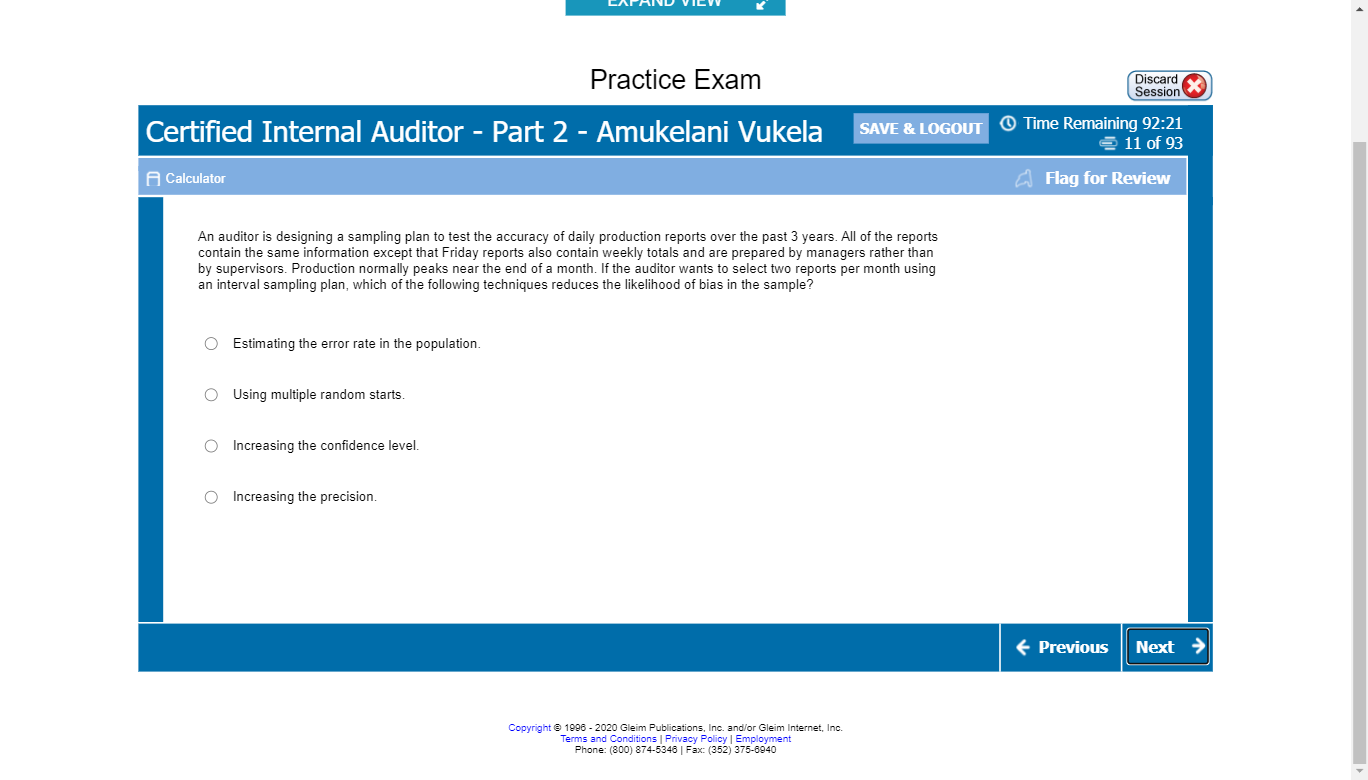 EXPAND VIEW
Practice Exam
Discard
Session
Certified Internal Auditor - Part 2 - Amukelani Vukela
SAVE & LOGOUT
Time Remaining 92:21
11 of 93
Calculator
Flag for Review
An auditor is designing a sampling plan to test the accuracy of daily production reports over the past 3 years. All of the reports
contain the same information except that Friday reports also contain weekly totals and are prepared by managers rather than
by supervisors. Production normally peaks near the end of a month. If the auditor wants to select two reports per month using
an interval sampling plan, which of the following techniques reduces the likelihood of bias in the sample?
Estimating the error rate in the population.
Using multiple random starts.
Increasing the confidence level.
Increasing the precision.
Previous
Next
Copyright © 1996 - 2020 Gleim Publications, Inc. and/or Gleim Internet, Inc.
Terms and Conditions | Privacy Policy | Employment
Phone: (800) 874-5346 | Fax: (352) 375-6940